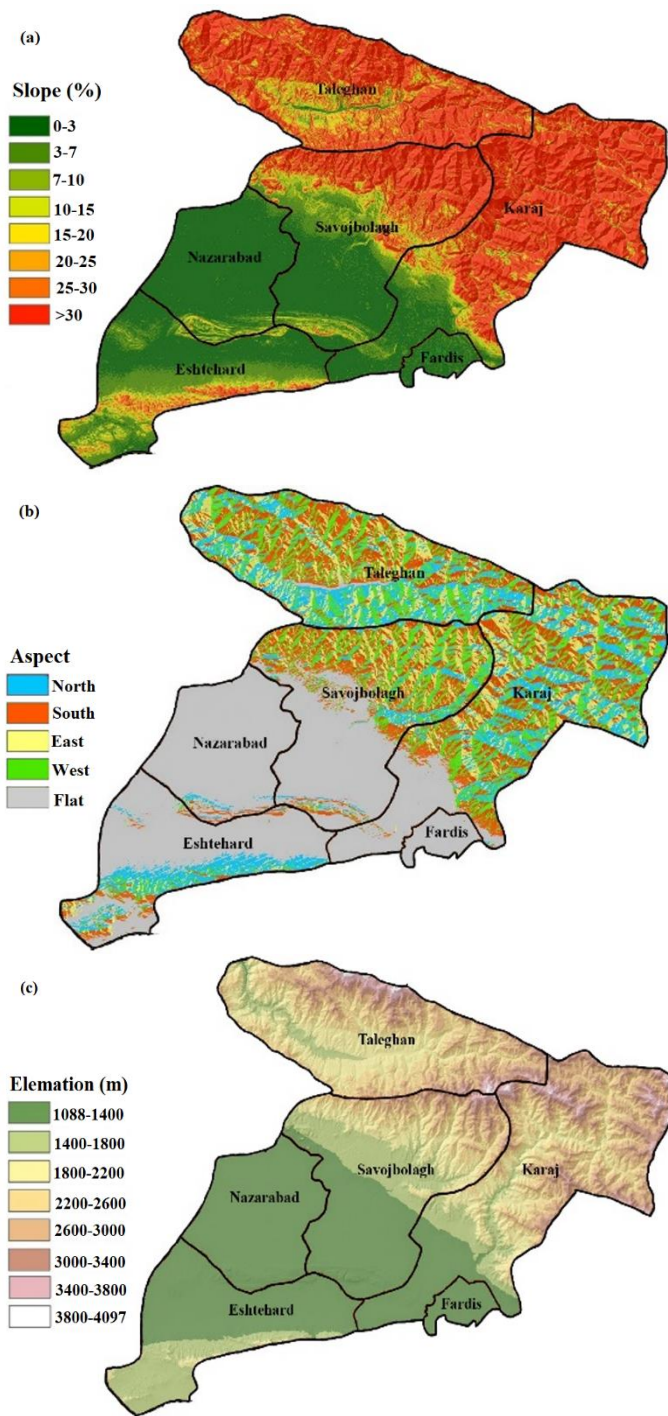 (a)
Slope (%)
0-3
3-7
7-10
10-15
15-20
20-25
25-30
>30
Taleghan
Karaj
Savojbolagh
Nazarabad
Eshtehard
Fardis
(b)
Aspect
North
South
East
West
Flat
Taleghan
Savojbolagh
Karaj
Nazarabad
Eshtehard
Fardis
(c)
Elemation (m)
1088-1400
1400-1800
1800-2200
2200-2600
2600-3000
3000-3400
3400-3800
3800-4097
Taleghan
Savojbolagh
Karaj
Nazarabad
Eshtehard
Fardis